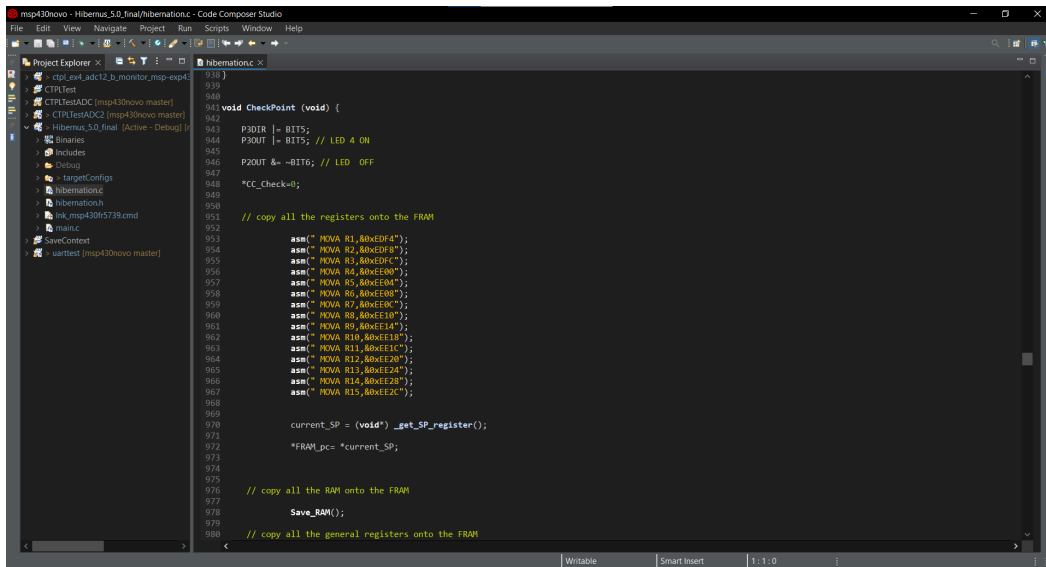 msp430novo - Hibernus_5.0_final/hibernation.c - Code Composer Studio
File Edit View Navigate Project Run Scripts Window Help
Project Explorer
hibernation.c
> ctpl_ex4_adc12_b_monitor_msp-exp43
CTPLTest
CTPLTestADC [msp430novo master]
> CTPLTestADC2 [msp430novo master]
> Hibernus_5.0_final [Active - Debug] [r
Binaries
Includes
Debug
> targetConfigs
hibernation.c
hibernation.h
lnk_msp430fr5739.cmd
main.c
SaveContext
> uarttest [msp430novo master]
938 }
939
940
941 void CheckPoint (void) {
942
943 P3DIR |= BIT5;
944 P3OUT |= BIT5; // LED 4 ON
945
946 P2OUT &= ~BIT6; // LED OFF
947
948 *CC_Check=0;
949
950
951 // copy all the registers onto the FRAM
952
953 asm(" MOVA R1,&0xEDF4");
954 asm(" MOVA R2,&0xEDF8");
955 asm(" MOVA R3,&0xEDFC");
956 asm(" MOVA R4,&0xEE00");
957 asm(" MOVA R5,&0xEE04");
958 asm(" MOVA R6,&0xEE08");
959 asm(" MOVA R7,&0xEE0C");
960 asm(" MOVA R8,&0xEE10");
961 asm(" MOVA R9,&0xEE14");
962 asm(" MOVA R10,&0xEE18");
963 asm(" MOVA R11,&0xEE1C");
964 asm(" MOVA R12,&0xEE20");
965 asm(" MOVA R13,&0xEE24");
966 asm(" MOVA R14,&0xEE28");
967 asm(" MOVA R15,&0xEE2C");
968
969
970 current_SP = (void*) _get_SP_register();
971
972 *FRAM_pc= *current_SP;
973
974
975
976 // copy all the RAM onto the FRAM
977
978 Save_RAM();
979
980 // copy all the general registers onto the FRAM
Writable Smart Insert 1 : 1 : 0